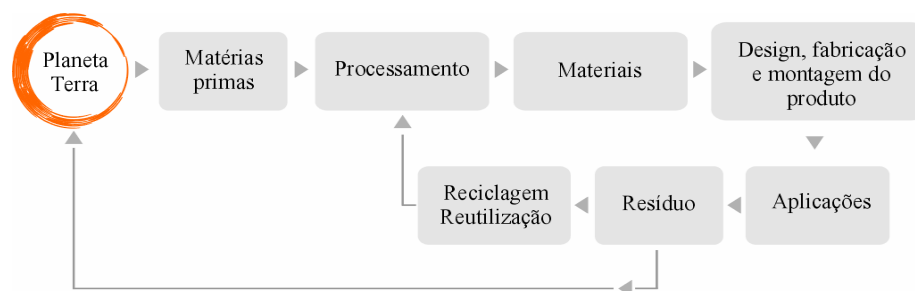 Planeta
Terra
Matérias
primas
Processamento
Materiais
Design, fabricação
e montagem do
produto
Reciclagem
Reutilização
Resíduo
Aplicações